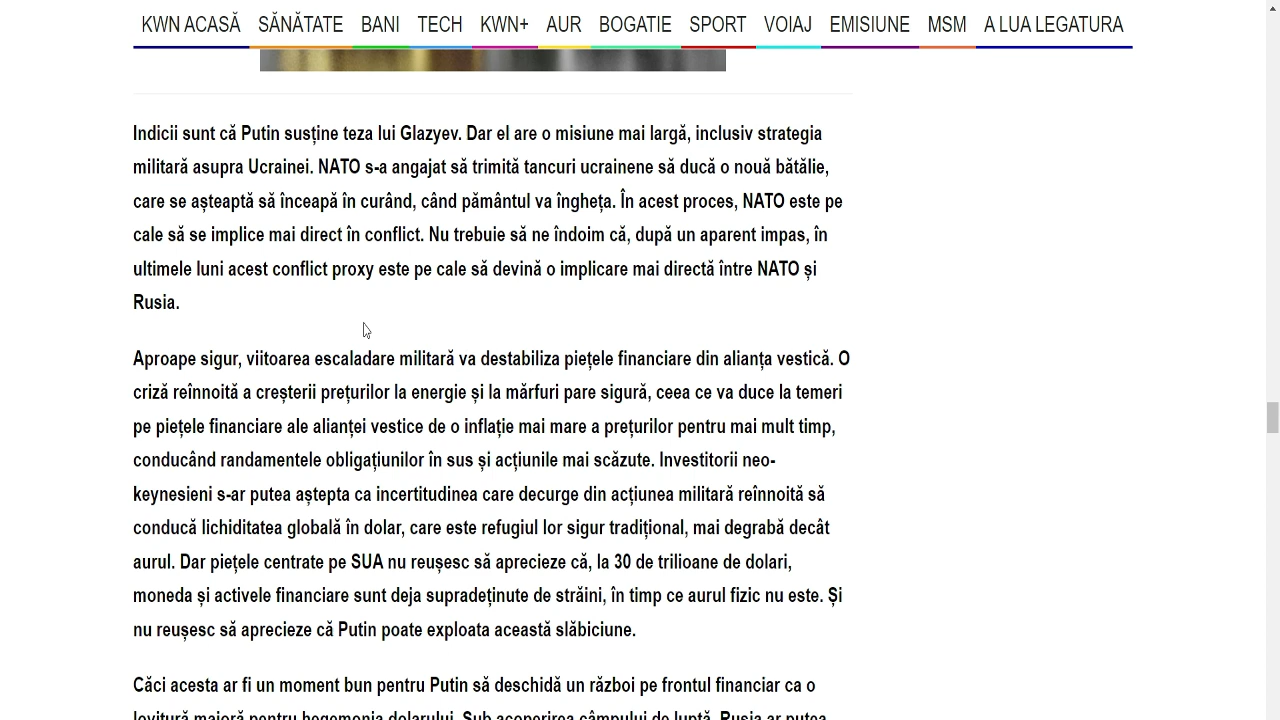 KWN ACASĂ SĂNĂTATE BANI TECH KWN+ AUR BOGATIE SPORT VOIAJ EMISIUNE MSM A LUA LEGATURA
Indicii sunt că Putin susține teza lui Glazyev. Dar el are o misiune mai largă, inclusiv strategia
militară asupra Ucrainei. NATO s-a angajat să trimită tancuri ucrainene să ducă o nouă bătălie,
care se așteaptă să înceapă în curând, când pământul va îngheța. În acest proces, NATO este pe
cale să se implice mai direct în conflict. Nu trebuie să ne îndoim că, după un aparent impas, în
ultimele luni acest conflict proxy este pe cale să devină o implicare mai directă între NATO și
Rusia.
Aproape sigur, viitoarea escaladare militară va destabiliza piețele financiare din alianța vestică. O
criză reînnoită a creșterii prețurilor la energie și la mărfuri pare sigură, ceea ce va duce la temeri
pe piețele financiare ale alianței vestice de o inflație mai mare a prețurilor pentru mai mult timp,
conducând randamentele obligațiunilor în sus și acțiunile mai scăzute. Investitorii neo-
keynesieni s-ar putea aștepta ca incertitudinea care decurge din acțiunea militară reînnoită să
conducă lichiditatea globală în dolar, care este refugiul lor sigur tradițional, mai degrabă decât
aurul. Dar piețele centrate pe SUA nu reușesc să aprecieze că, la 30 de trilioane de dolari,
moneda și activele financiare sunt deja supradeținute de străini, în timp ce aurul fizic nu este. Și
nu reușesc să aprecieze că Putin poate exploata această slăbiciune.
Căci acesta ar fi un moment bun pentru Putin să deschidă un război pe frontul financiar ca o
lovitură majoră pentru hegemonia dolarului. Sub acoperirea câmpului de luptă, Rusia ar putea